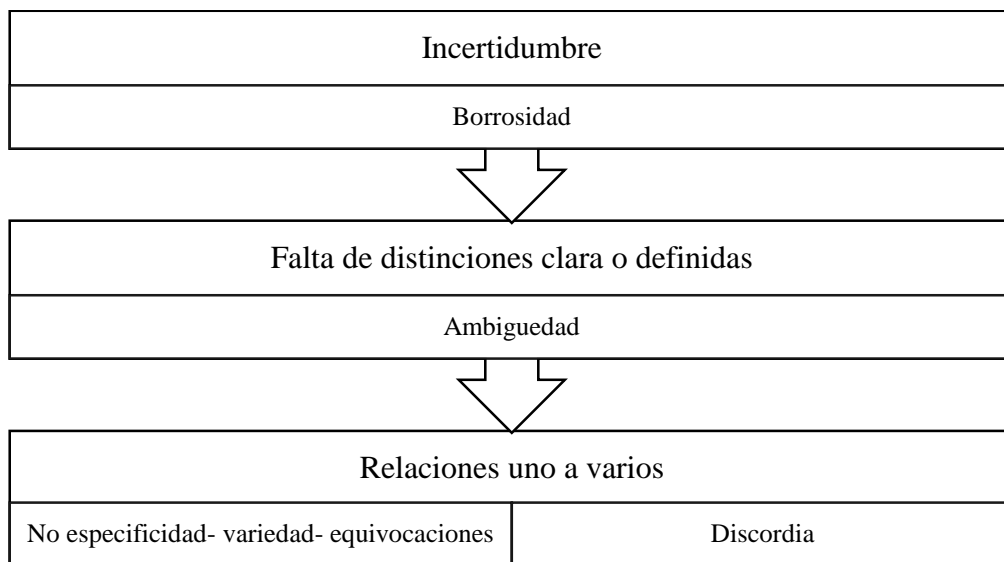 Incertidumbre
Borrosidad
Falta de distinciones clara o definidas
Ambiguedad
Relaciones uno a varios
No especificidad- variedad- equivocaciones
Discordia